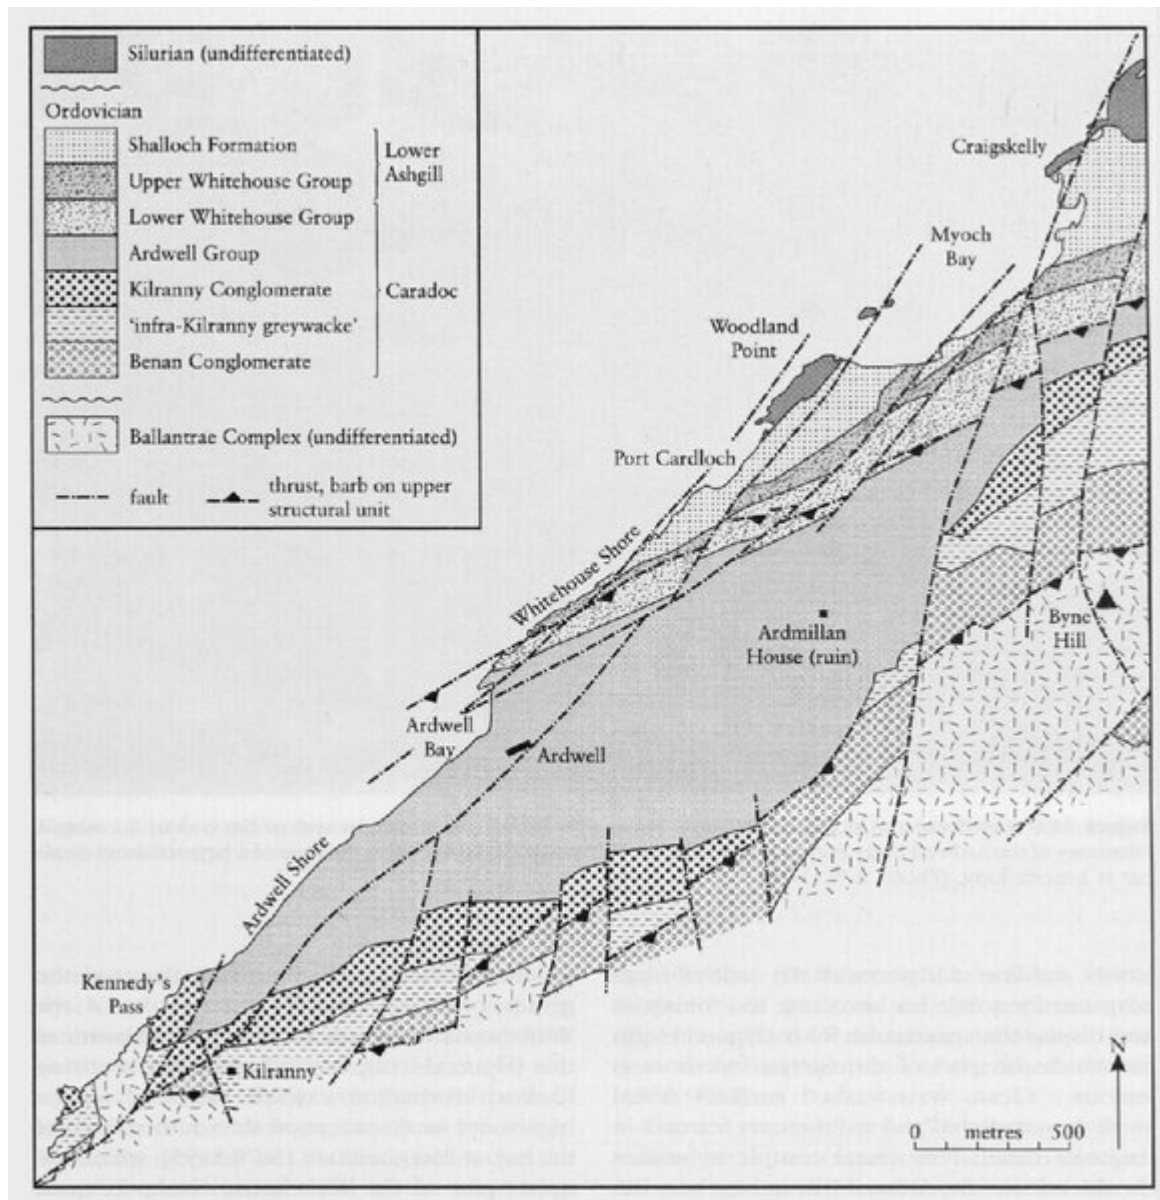 Silurian (undifferentiated)
Ordovician
Shalloch Formation
Upper Whitehouse Group
Lower
Ashgill
Lower Whitehouse Group
Ardwell Group
Kilranny Conglomerate
Caradoc
'infra-Kilranny greywacke'
Benan Conglomerate
Ballantrae Complex (undifferentiated)
fault
thrust, barb on upper
structural unit
Craigskelly
Myoch
Bay
Woodland
Point
Port Cardloch
Whitehouse Shore
Ardmillan
House (ruin)
Byne
Hill
Ardwell
Bay
Ardwell
Ardwell Shore
Kennedy's
Pass
Kilranny
N
0 metres 500